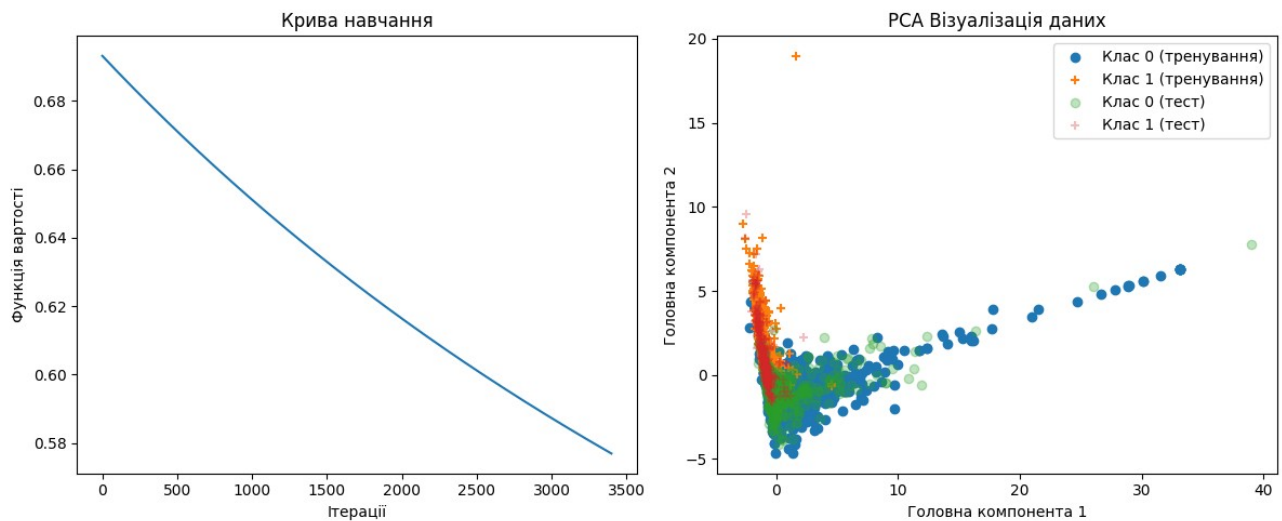 Крива навчання
Функція вартості
0.68
0.66
0.64
0.62
0.60
0.58
0
500
1000
1500
2000
2500
3000
3500
Ітерації
PCA Візуалізація даних
Головна компонента 2
20
15
10
5
0
−5
Клас 0 (тренування)
Клас 1 (тренування)
Клас 0 (тест)
Клас 1 (тест)
0
10
20
30
40
Головна компонента 1